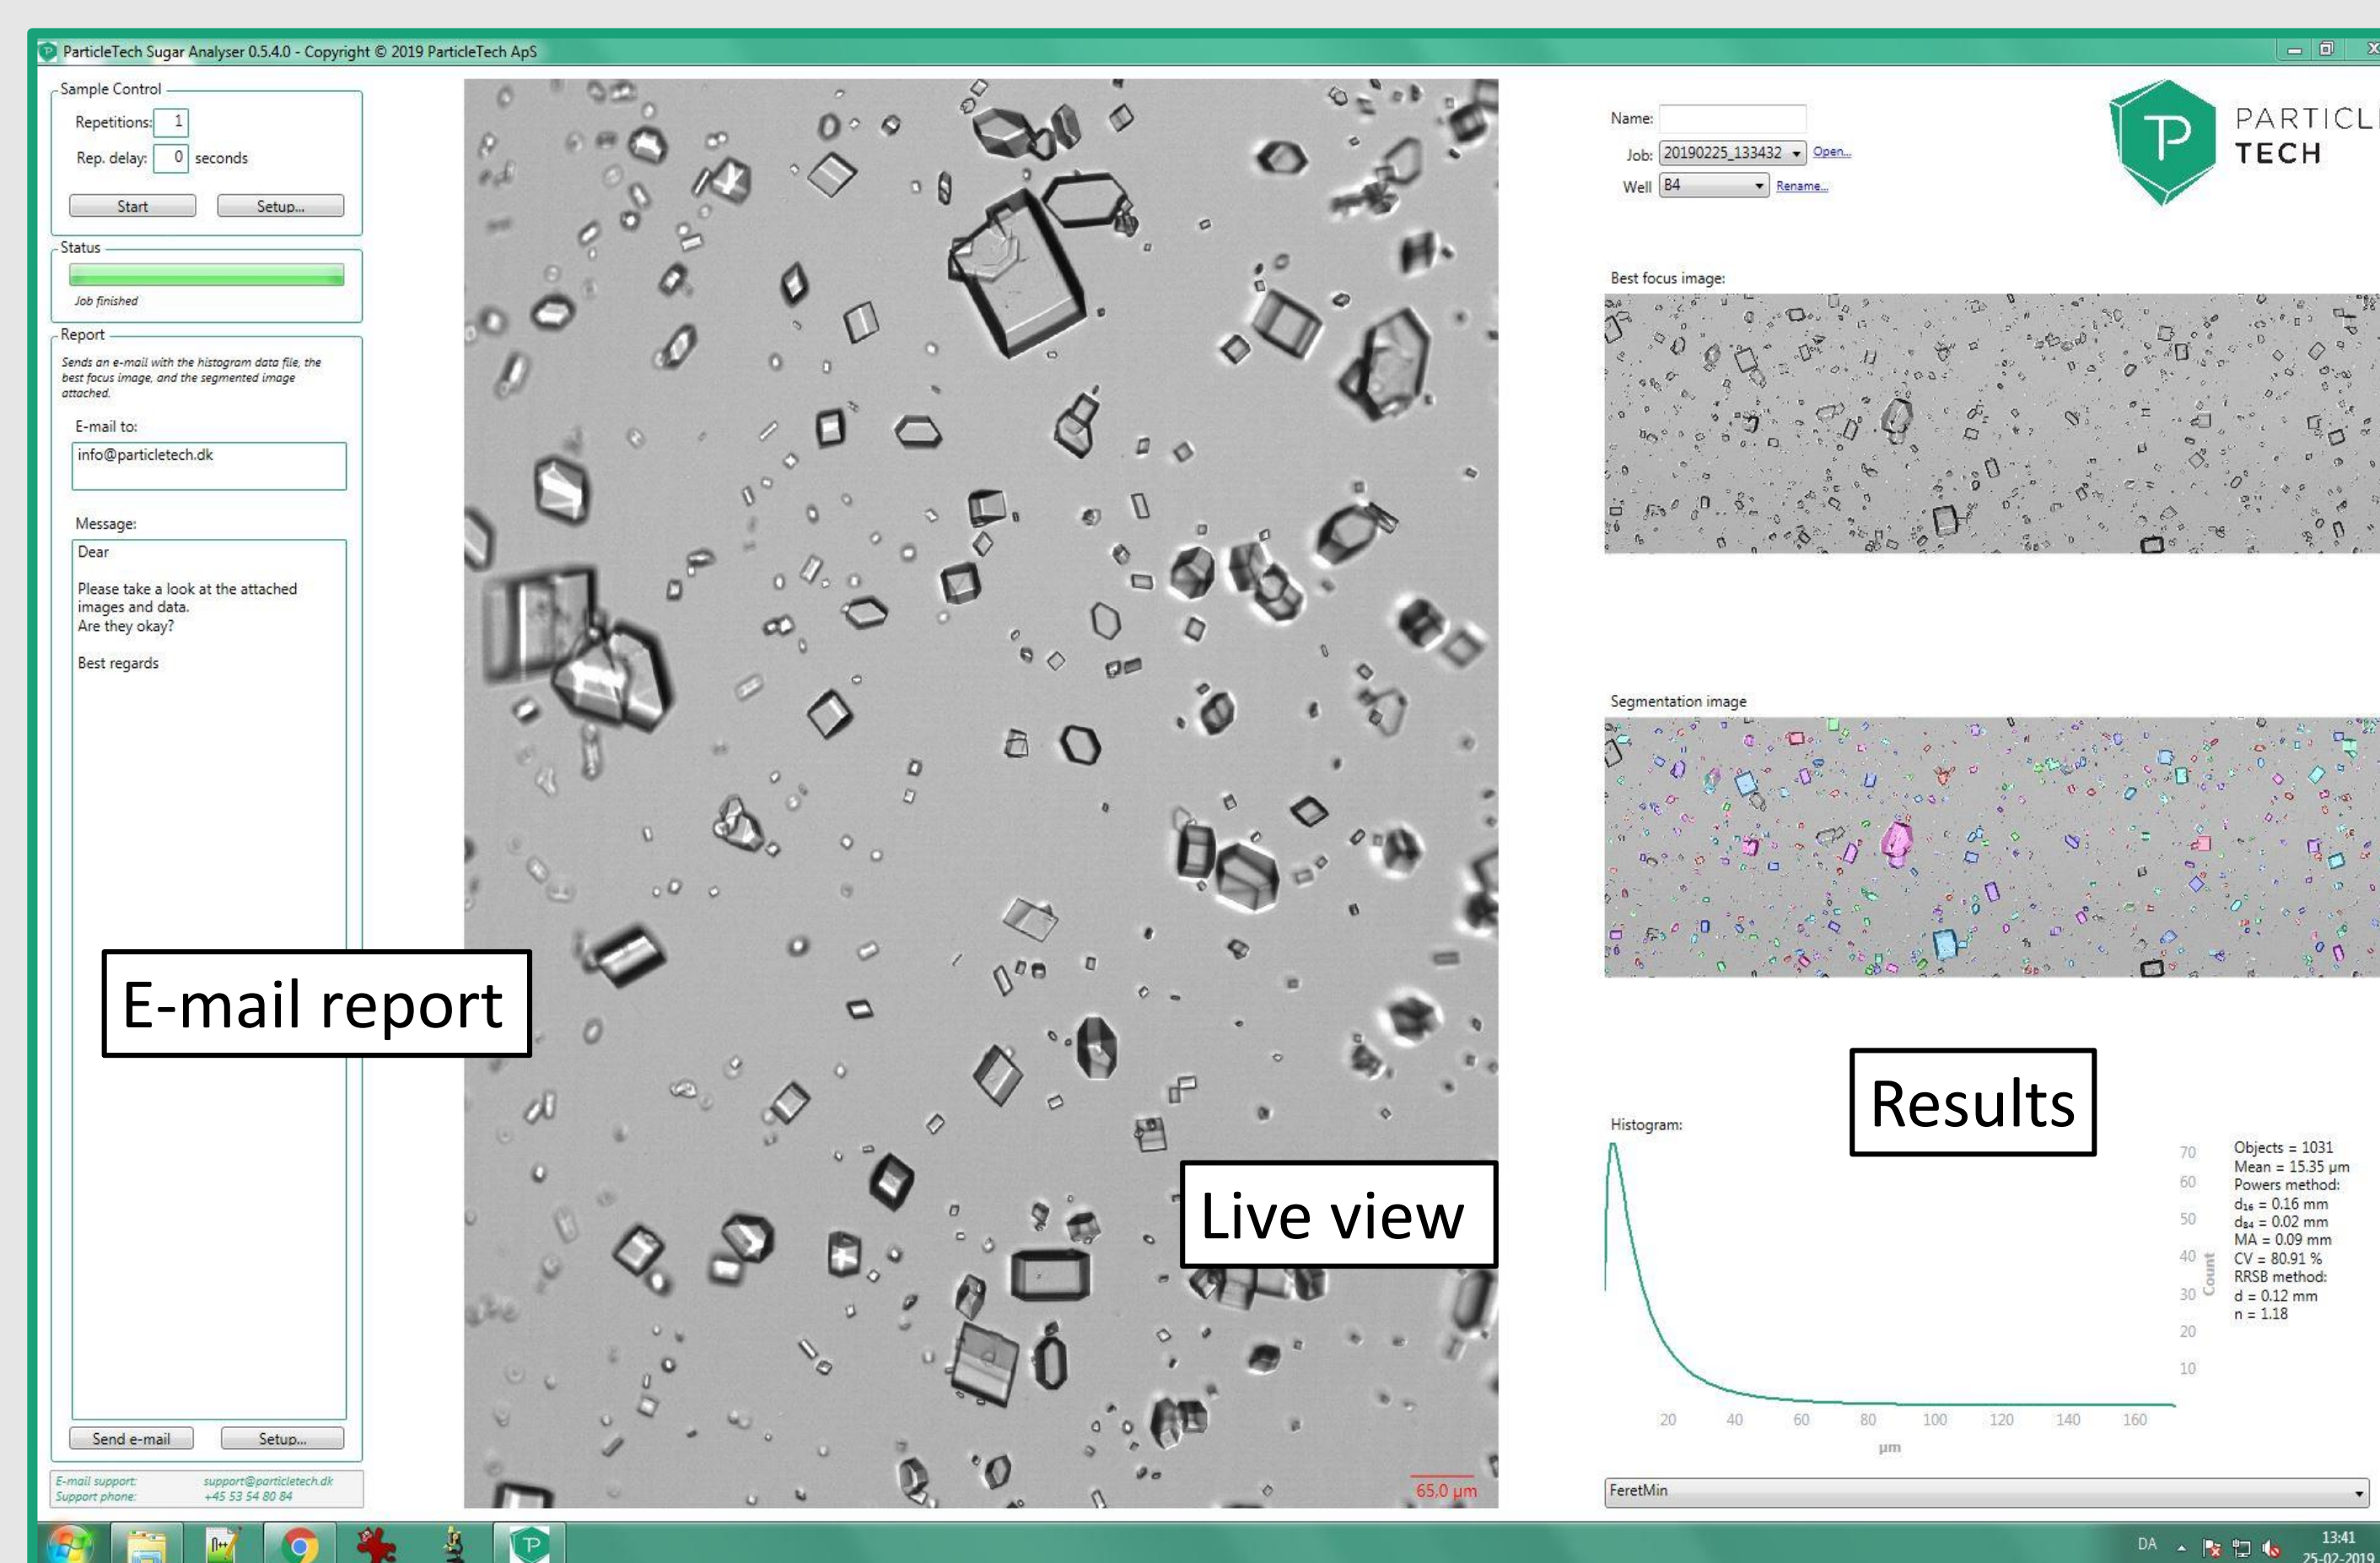 ParticleTech Sugar Analyser 0.5.4.0 - Copyright © 2019 ParticleTech ApS
Sample Control
Repetitions: 1
Rep. delay: 0 seconds
Start Setup...
Status
Job finished
Report
Sends an e-mail with the histogram data file, the
best focus image, and the segmented image
attached.
E-mail to:
info@particletech.dk
Message:
Dear
Please take a look at the attached
images and data.
Are they okay?
Best regards
E-mail report
Send e-mail Setup...
E-mail support: support@particletech.dk
Support phone: +45 53 54 80 84
Live view
65.0 µm
Name:
Job: 20190225_133432 Open...
Well B4 Rename...
PARTICL
TECH
Best focus image:
Segmentation image
Results
Histogram:
70
60
50
40
30
20
10
Count
20 40 60 80 100 120 140 160
µm
Objects = 1031
Mean = 15.35 µm
Powers method:
d₁₆ = 0.16 mm
d₈₄ = 0.02 mm
MA = 0.09 mm
CV = 80.91 %
RRSB method:
d = 0.12 mm
n = 1.18
FeretMin
DA
13:41
25-02-2019